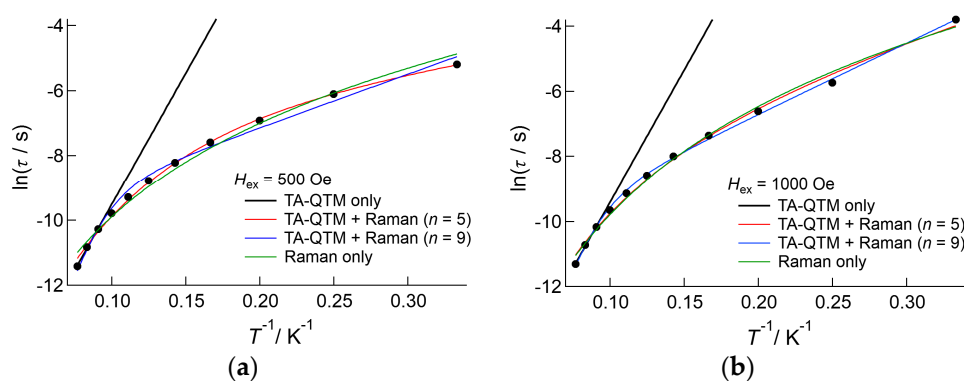 -4
-6
-8
-10
-12
ln(τ / s)
H_ex = 500 Oe
TA-QTM only
TA-QTM + Raman (n = 5)
TA-QTM + Raman (n = 9)
Raman only
0.10 0.15 0.20 0.25 0.30
T⁻¹/ K⁻¹
(a)
-4
-6
-8
-10
-12
ln(τ / s)
H_ex = 1000 Oe
TA-QTM only
TA-QTM + Raman (n = 5)
TA-QTM + Raman (n = 9)
Raman only
0.10 0.15 0.20 0.25 0.30
T⁻¹/ K⁻¹
(b)